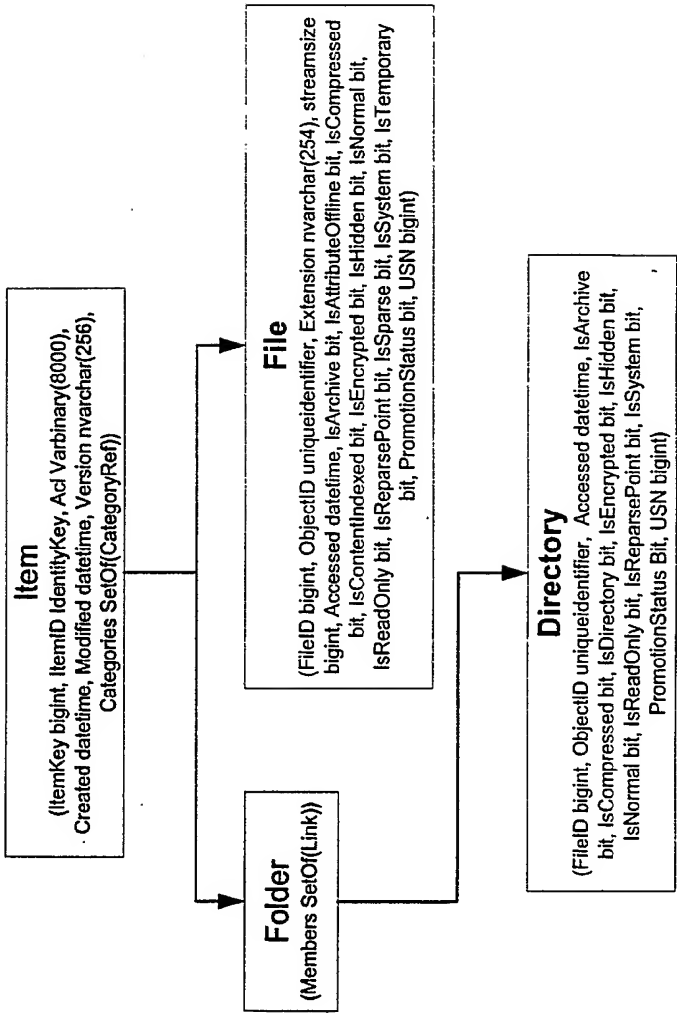 Item
(ItemKey bigint, ItemID IdentityKey, Acl Varbinary(8000),
Created datetime, Modified datetime, Version nvarchar(256),
Categories SetOf(CategoryRef))
Folder
(Members SetOf(Link))
File
(FileID bigint, ObjectID uniqueidentifier, Extension nvarchar(254), streamsize
bigint, Accessed datetime, IsArchive bit, IsAttributeOffline bit, IsCompressed
bit, IsContentIndexed bit, IsEncrypted bit, IsHidden bit, IsNormal bit,
IsReadOnly bit, IsReparsePoint bit, IsSparse bit, IsSystem bit, IsTemporary
bit, PromotionStatus bit, USN bigint)
Directory
(FileID bigint, ObjectID uniqueidentifier, Accessed datetime, IsArchive
bit, IsCompressed bit, IsDirectory bit, IsEncrypted bit, IsHidden bit,
IsNormal bit, IsReadOnly bit, IsReparsePoint bit, IsSystem bit,
PromotionStatus Bit, USN bigint)